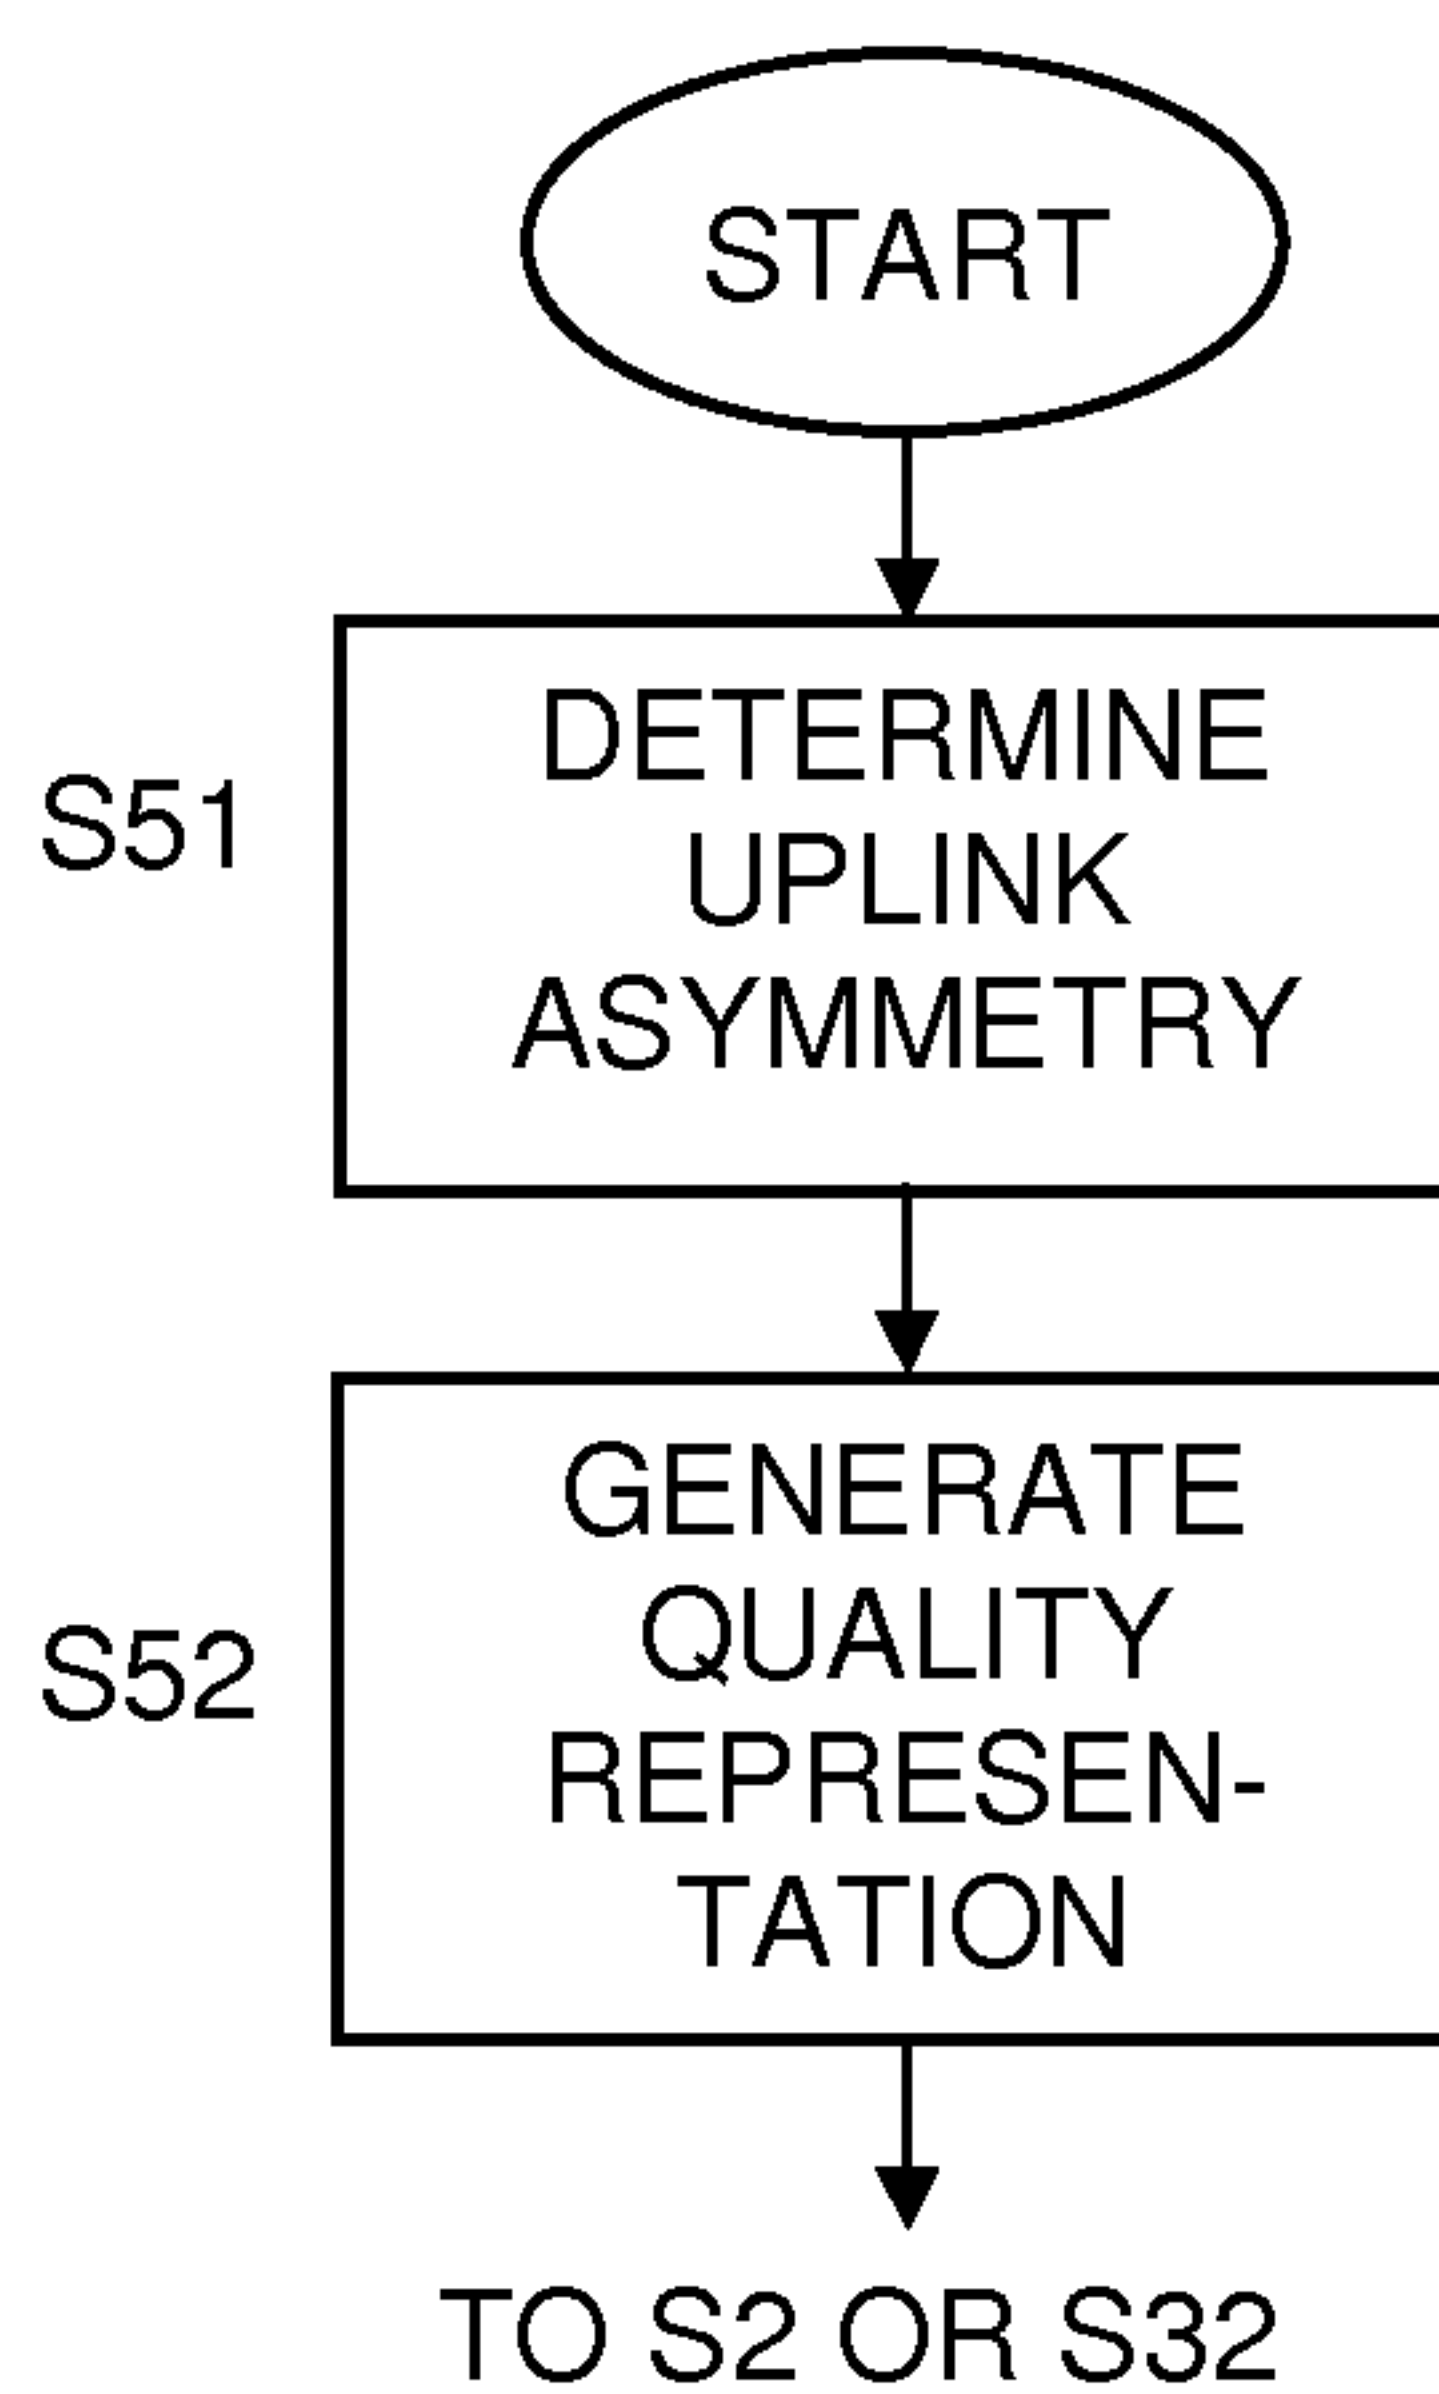 START
S51
DETERMINE
UPLINK
ASYMMETRY
S52
GENERATE
QUALITY
REPRESEN-
TATION
TO S2 OR S32